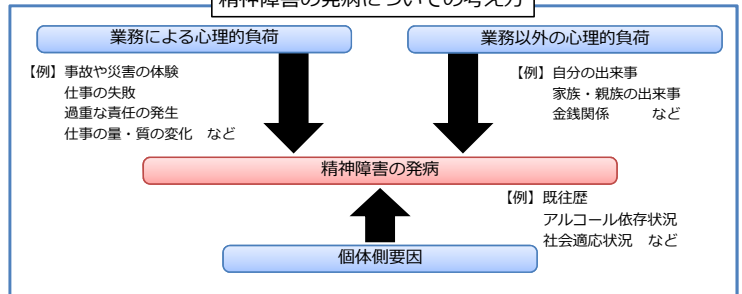 精神障害の発病についての考え方
業務による心理的負荷
業務以外の心理的負荷
【例】事故や災害の体験
仕事の失敗
過重な責任の発生
仕事の量・質の変化　など
【例】自分の出来事
家族・親族の出来事
金銭関係　　　など
精神障害の発病
【例】既往歴
アルコール依存状況
社会適応状況　など
個体側要因